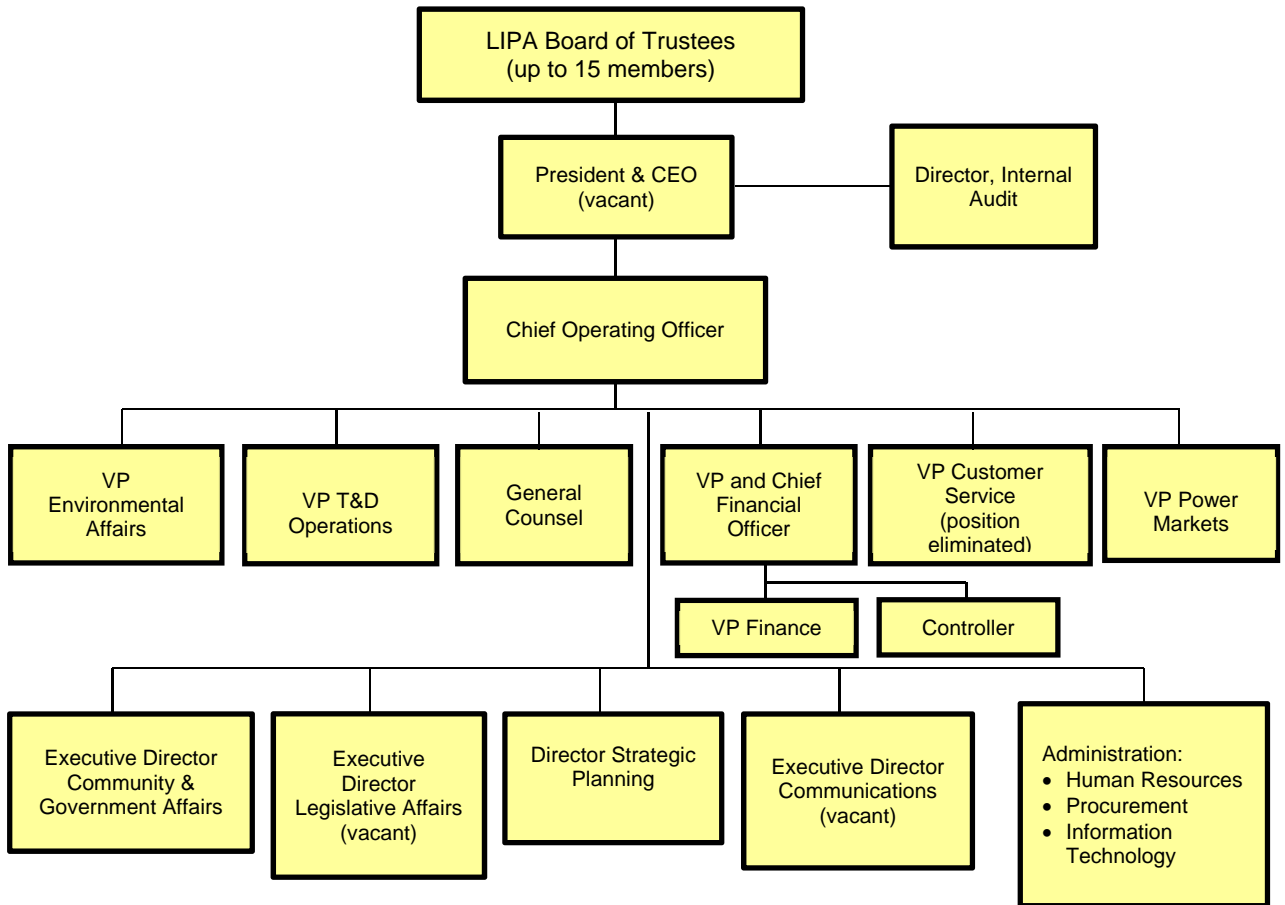 LIPA Board of Trustees
(up to 15 members)
President & CEO
(vacant)
Director, Internal
Audit
Chief Operating Officer
VP
Environmental
Affairs
VP T&D
Operations
General
Counsel
VP and Chief
Financial
Officer
VP Customer
Service
(position
eliminated)
VP Power
Markets
VP Finance
Controller
Executive Director
Community &
Government Affairs
Executive
Director
Legislative Affairs
(vacant)
Director Strategic
Planning
Executive Director
Communications
(vacant)
Administration:
• Human Resources
• Procurement
• Information
Technology